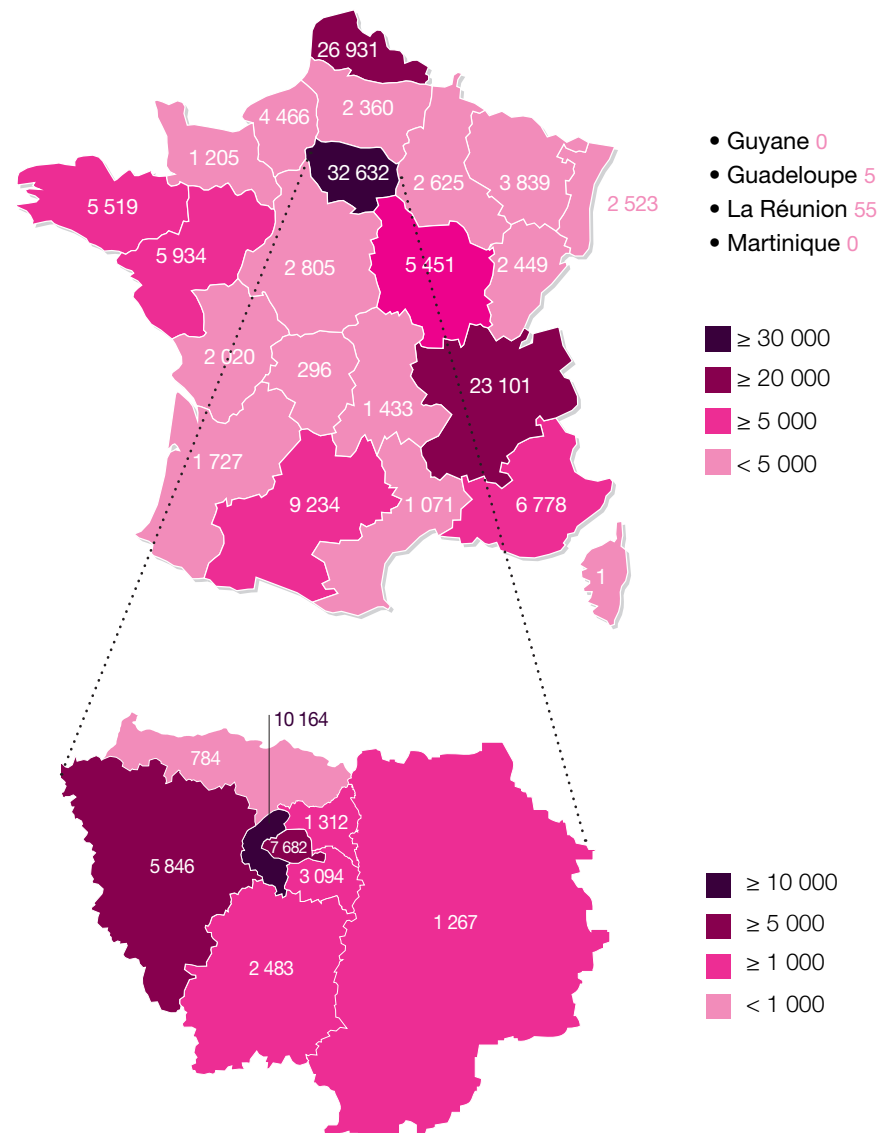 26 931
2 360
4 466
1 205
32 632
2 625
3 839
2 523
5 519
5 934
2 805
5 451
2 449
2 020
296
23 101
1 433
1 727
9 234
1 071
6 778
1
• Guyane 0
• Guadeloupe 5
• La Réunion 55
• Martinique 0
≥ 30 000
≥ 20 000
≥ 5 000
< 5 000
10 164
784
1 312
7 682
5 846
3 094
1 267
2 483
≥ 10 000
≥ 5 000
≥ 1 000
< 1 000